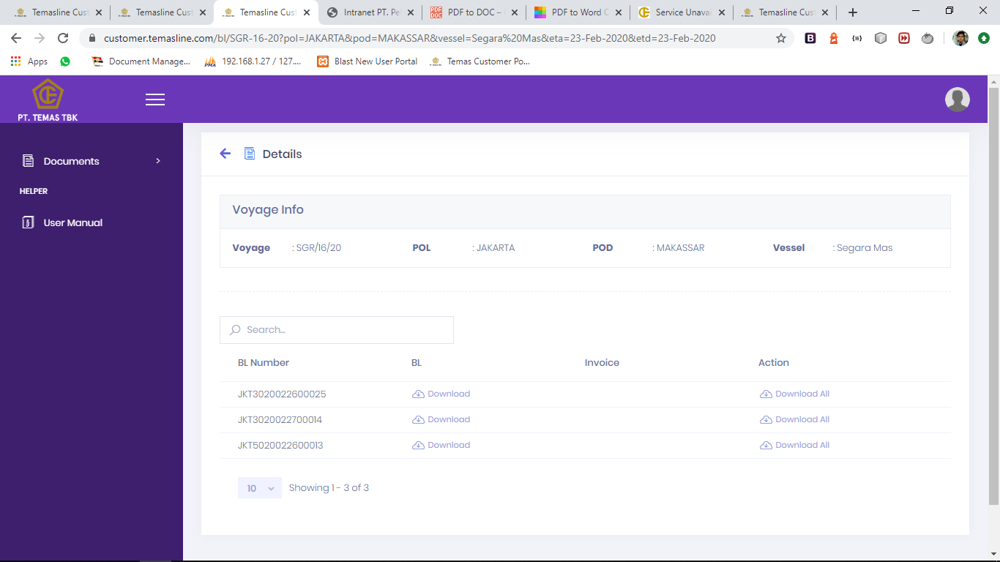 Temasline Cust
Temasline Cust
Temasline Cust
Intranet PT. Pe
PDF to DOC –
PDF to Word C
Service Unava
Temasline Cust
customer.temasline.com/bl/SGR-16-20?pol=JAKARTA&pod=MAKASSAR&vessel=Segara%20Mas&eta=23-Feb-2020&etd=23-Feb-2020
Apps
Document Manage...
192.168.1.27 / 127....
Blast New User Portal
Temas Customer Po...
PT. TEMAS TBK
Documents
HELPER
User Manual
Details
Voyage Info
Voyage : SGR/16/20 POL : JAKARTA POD : MAKASSAR Vessel : Segara Mas
Search...
BL Number BL Invoice Action
JKT3020022600025 Download Download All
JKT3020022700014 Download Download All
JKT5020022600013 Download Download All
10 Showing 1 - 3 of 3